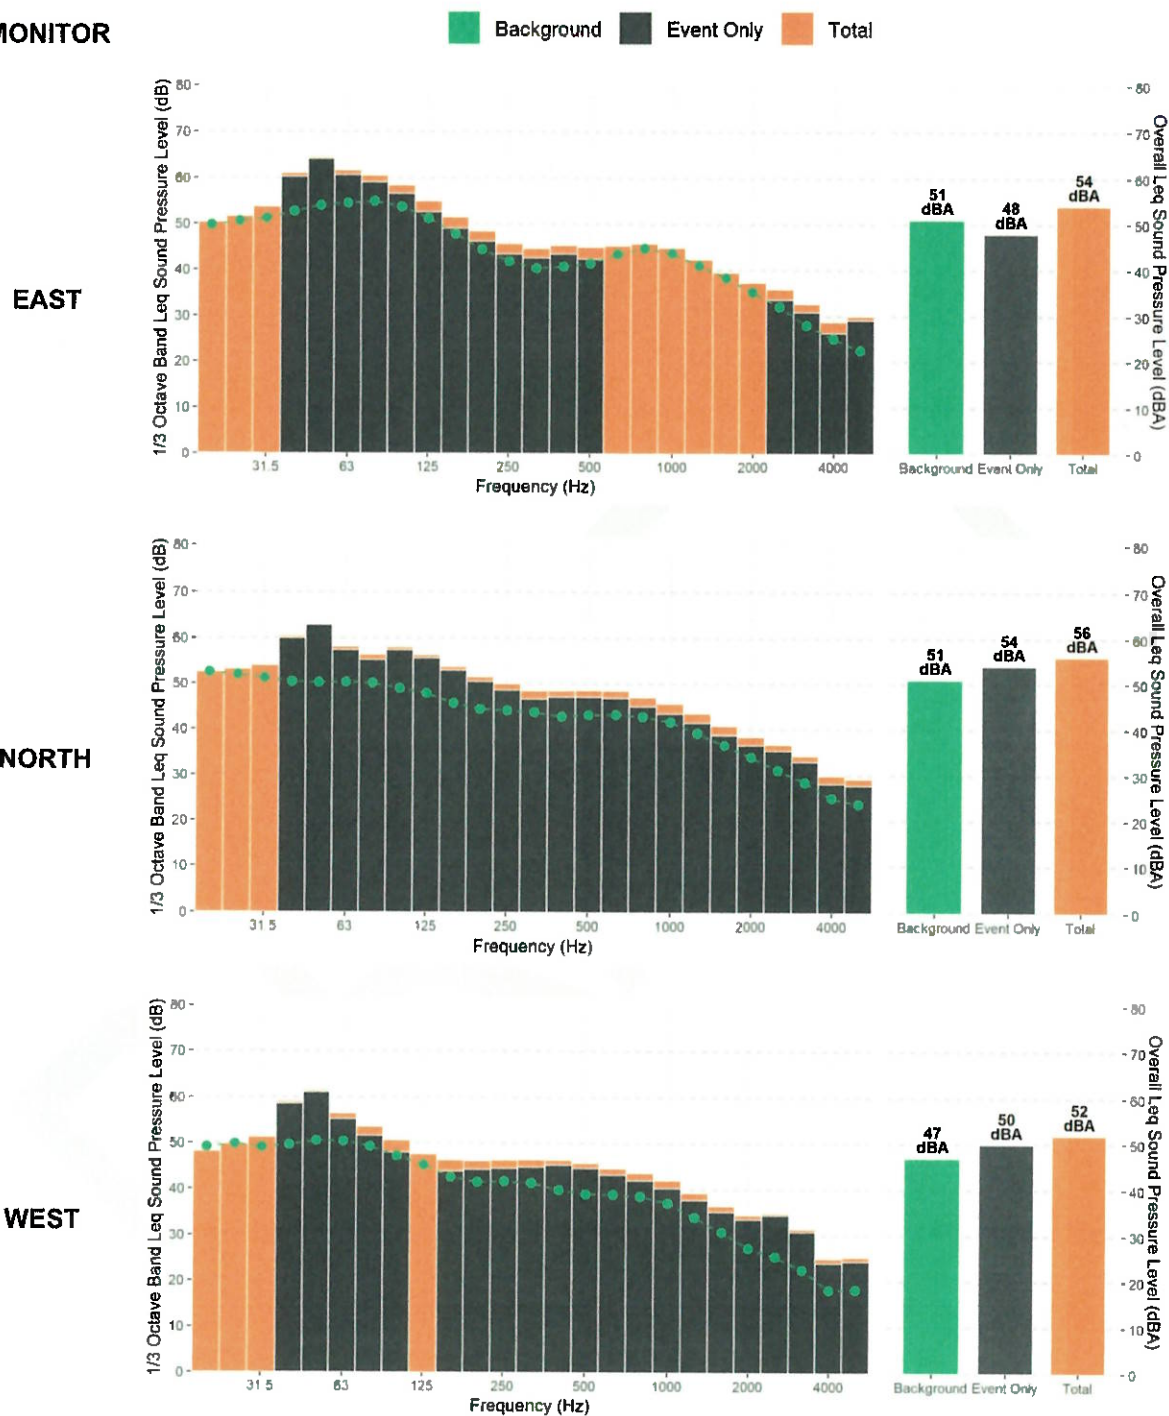 MONITOR
Background Event Only Total
EAST
1/3 Octave Band Leq Sound Pressure Level (dB)
80
70
60
50
40
30
20
10
0
31.5 63 125 250 500 1000 2000 4000
Frequency (Hz)
51 dBA
48 dBA
54 dBA
Background Event Only Total
80
70
60
50
40
30
20
10
0
Overall Leq Sound Pressure Level (dBA)
NORTH
1/3 Octave Band Leq Sound Pressure Level (dB)
80
70
60
50
40
30
20
10
0
31.5 63 125 250 500 1000 2000 4000
Frequency (Hz)
51 dBA
54 dBA
56 dBA
Background Event Only Total
80
70
60
50
40
30
20
10
0
Overall Leq Sound Pressure Level (dBA)
WEST
1/3 Octave Band Leq Sound Pressure Level (dB)
80
70
60
50
40
30
20
10
0
31.5 63 125 250 500 1000 2000 4000
Frequency (Hz)
47 dBA
50 dBA
52 dBA
Background Event Only Total
80
70
60
50
40
30
20
10
0
Overall Leq Sound Pressure Level (dBA)